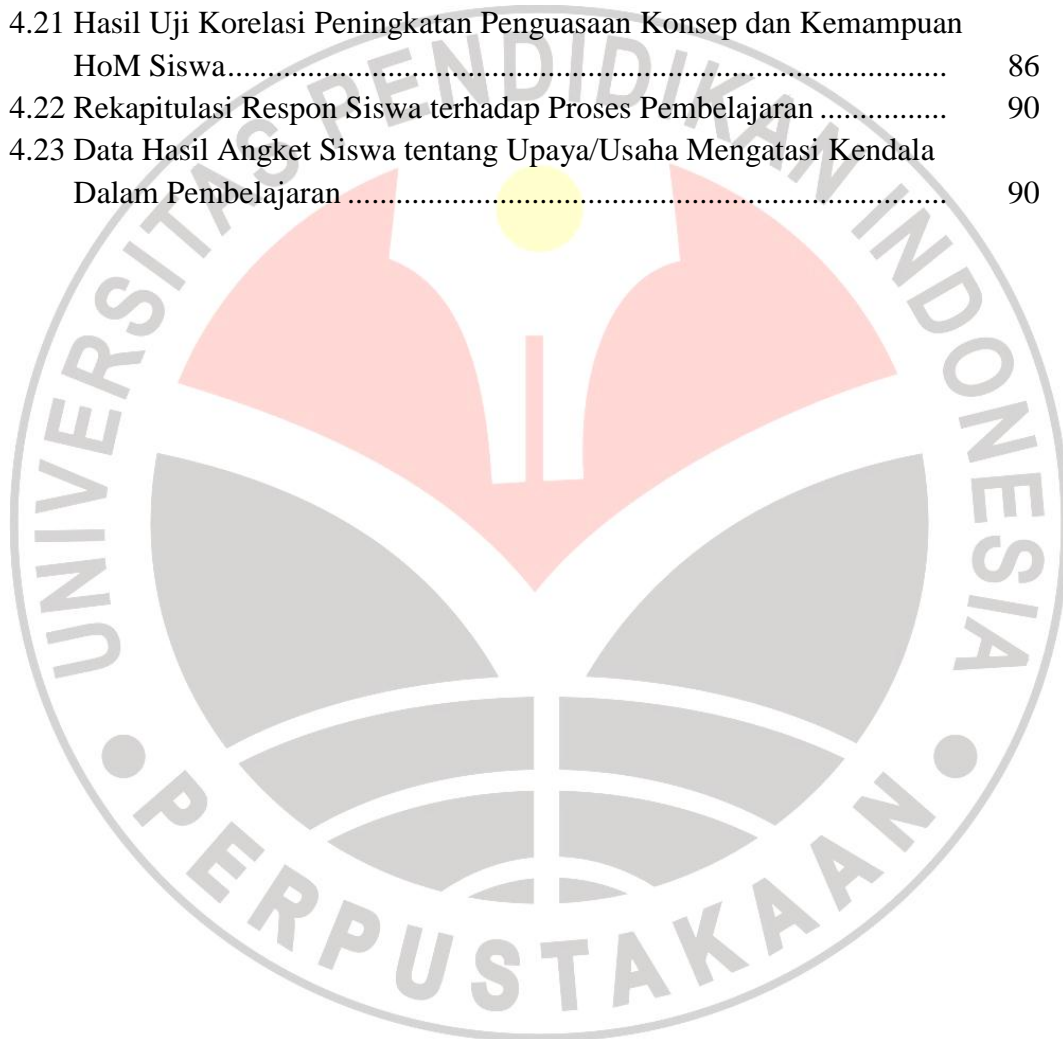 4.21 Hasil Uji Korelasi Peningkatan Penguasaan Konsep dan Kemampuan
HoM Siswa................................................................................ 86
4.22 Rekapitulasi Respon Siswa terhadap Proses Pembelajaran ................ 90
4.23 Data Hasil Angket Siswa tentang Upaya/Usaha Mengatasi Kendala
Dalam Pembelajaran ................................................................... 90
UNIVERSITAS PENDIDIKAN INDONESIA
PERPUSTAKAAN